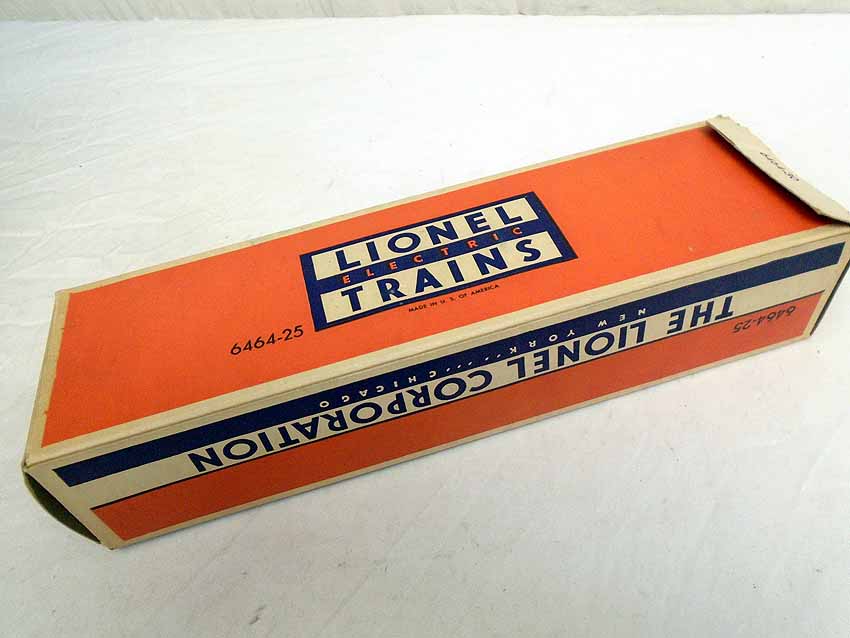 LIONEL
ELECTRIC
TRAINS
MADE IN U. S. OF AMERICA
6464-25
THE LIONEL CORPORATION
NEW YORK . . . . CHICAGO
6464-25